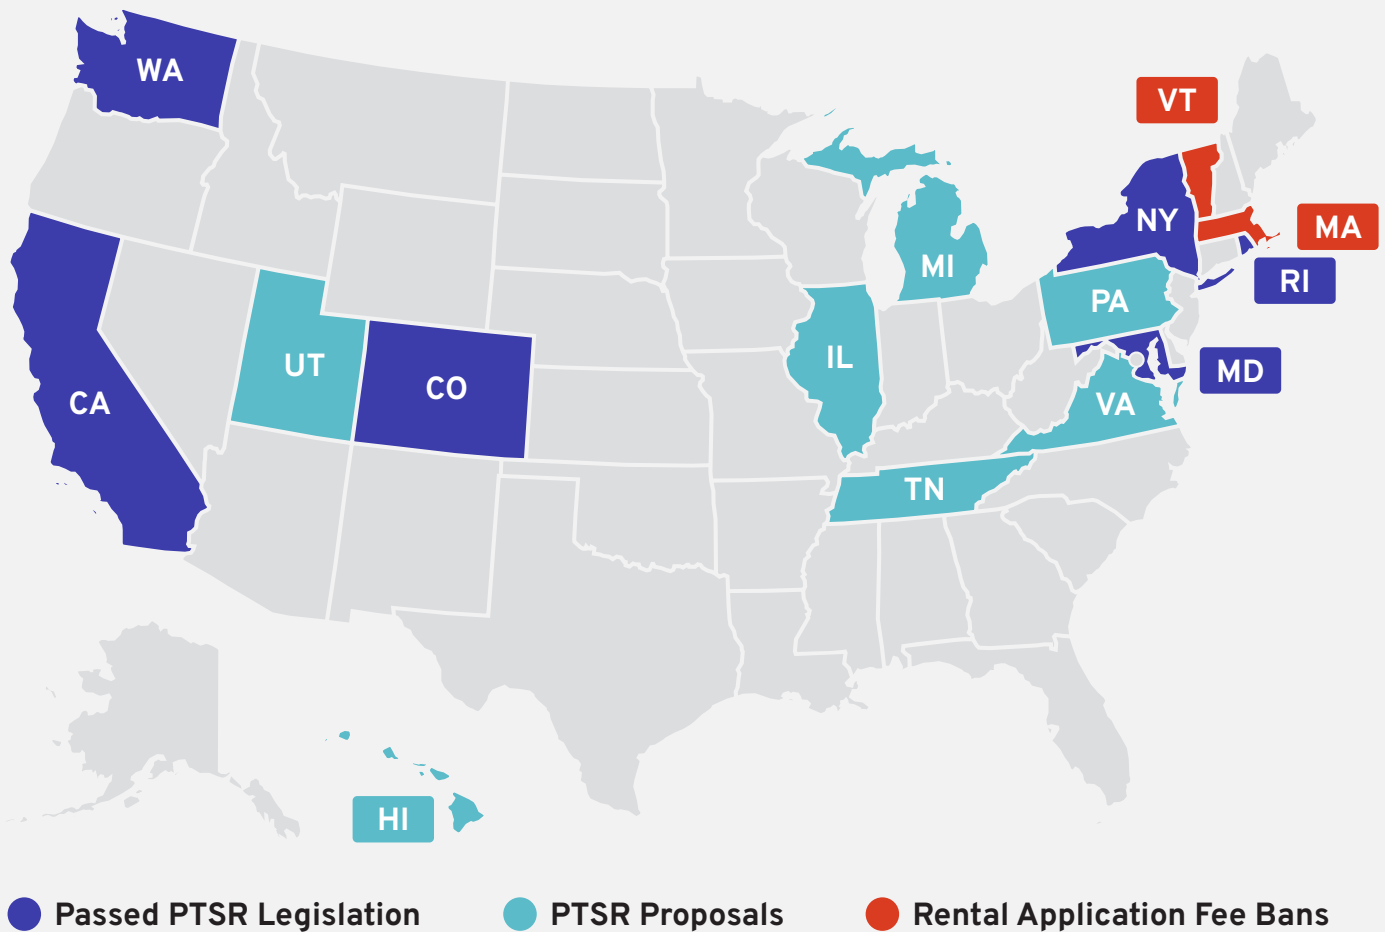 WA
VT
NY
MA
MI
RI
PA
UT
IL
MD
CO
CA
VA
TN
HI
Passed PTSR Legislation
PTSR Proposals
Rental Application Fee Bans